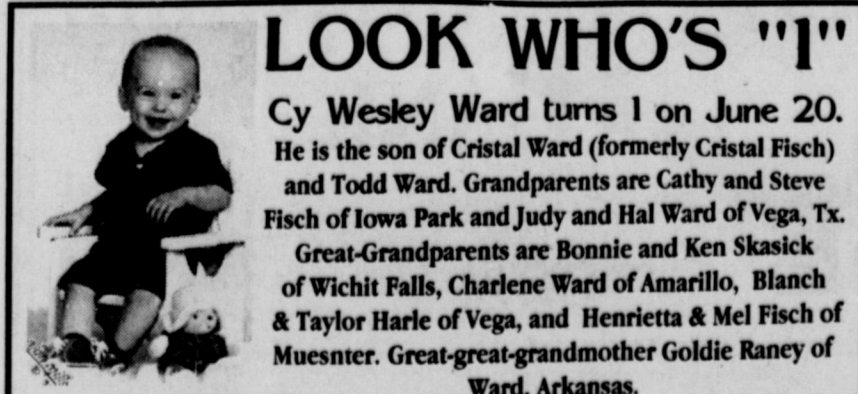 LOOK WHO'S "1"
Cy Wesley Ward turns 1 on June 20.
He is the son of Cristal Ward (formerly Cristal Fisch)
and Todd Ward. Grandparents are Cathy and Steve
Fisch of Iowa Park and Judy and Hal Ward of Vega, Tx.
Great-Grandparents are Bonnie and Ken Skasick
of Wichit Falls, Charlene Ward of Amarillo, Blanch
& Taylor Harle of Vega, and Henrietta & Mel Fisch of
Muesnter. Great-great-grandmother Goldie Raney of
Ward, Arkansas.